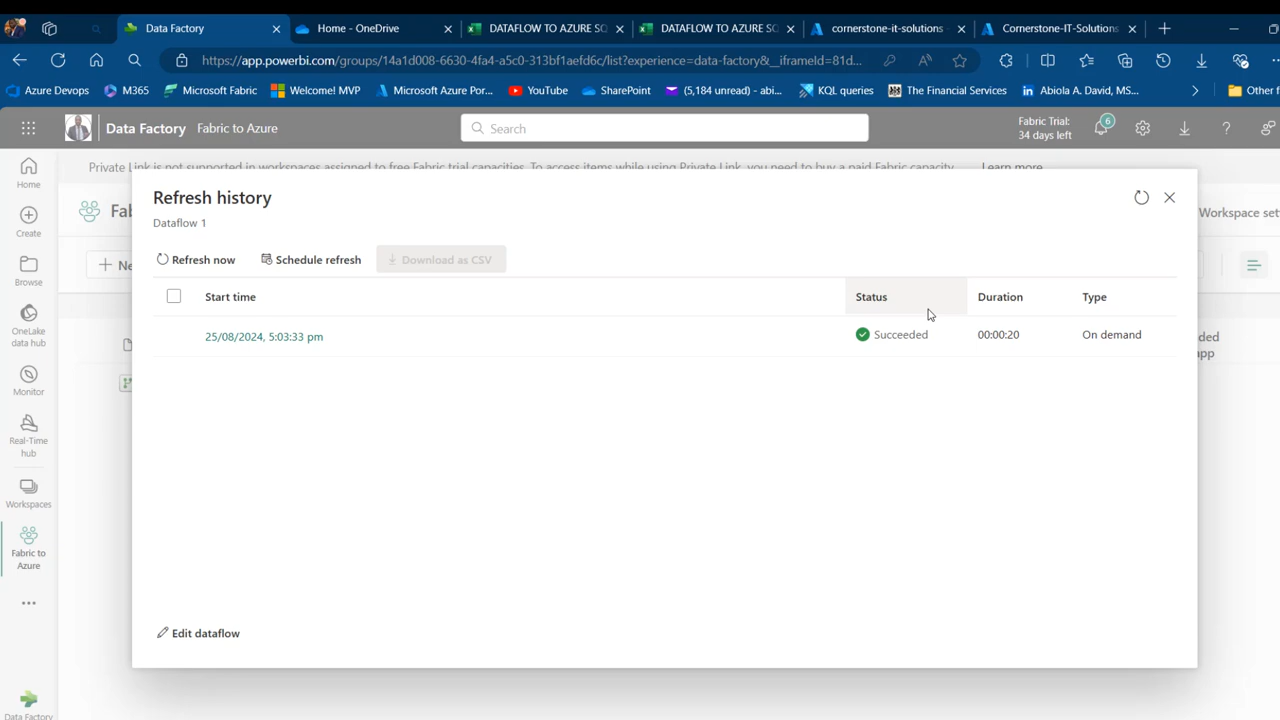 Data Factory
Home - OneDrive
DATAFLOW TO AZURE SQ
DATAFLOW TO AZURE SQ
cornerstone-it-solutions -
Cornerstone-IT-Solutions
https://app.powerbi.com/groups/14a1d008-6630-4fa4-a5c0-313bf1aefd6c/list?experience=data-factory&__iframeId=81d...
Azure Devops
M365
Microsoft Fabric
Welcome! MVP
Microsoft Azure Por...
YouTube
SharePoint
(5,184 unread) - abi...
KQL queries
The Financial Services
Abiola A. David, MS...
Other f
Data Factory
Fabric to Azure
Search
Fabric Trial:
34 days left
6
Private Link is not supported in workspaces assigned to free Fabric trial capacities. To access items while using Private Link, you need to buy a paid Fabric capacity.
Learn more
Home
Create
Browse
OneLake
data hub
Monitor
Real-Time
hub
Workspaces
Fabric to
Azure
Data Factory
Fab
Workspace set
Ne
ded
app
Refresh history
Dataflow 1
Refresh now
Schedule refresh
Download as CSV
Start time
Status
Duration
Type
25/08/2024, 5:03:33 pm
Succeeded
00:00:20
On demand
Edit dataflow